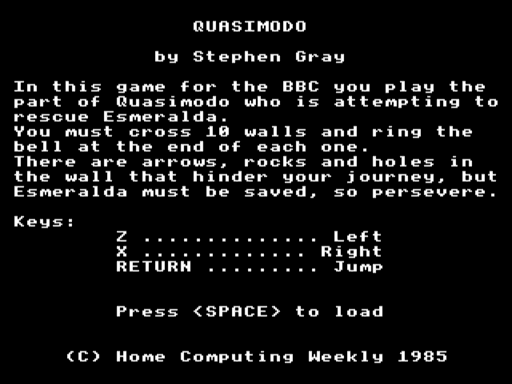 QUASIMODO
by Stephen Gray
In this game for the BBC you play the
part of Quasimodo who is attempting to
rescue Esmeralda.
You must cross 10 walls and ring the
bell at the end of each one.
There are arrows, rocks and holes in
the wall that hinder your journey, but
Esmeralda must be saved, so persevere.
Keys:
Z .............. Left
X ............. Right
RETURN ......... Jump
Press <SPACE> to load
(C) Home Computing Weekly 1985